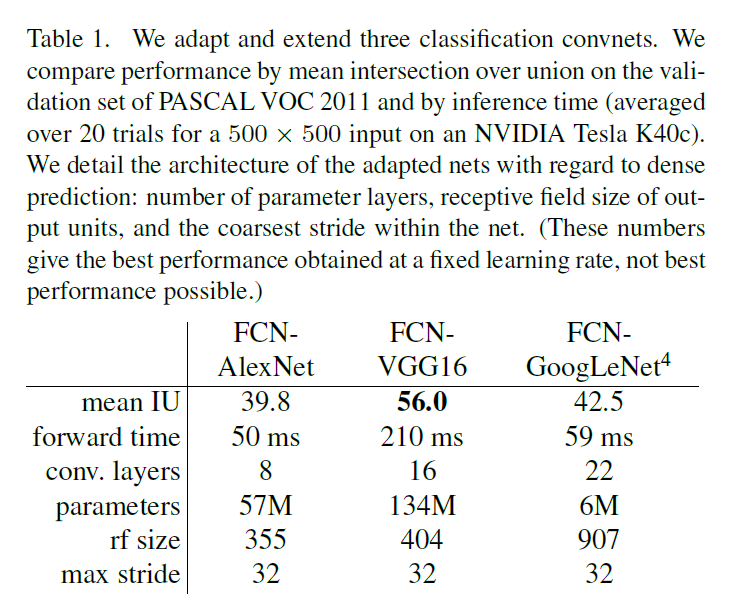 Table 1. We adapt and extend three classification convnets. We
compare performance by mean intersection over union on the vali-
dation set of PASCAL VOC 2011 and by inference time (averaged
over 20 trials for a 500 × 500 input on an NVIDIA Tesla K40c).
We detail the architecture of the adapted nets with regard to dense
prediction: number of parameter layers, receptive field size of out-
put units, and the coarsest stride within the net. (These numbers
give the best performance obtained at a fixed learning rate, not best
performance possible.)
FCN- FCN- FCN-
AlexNet VGG16 GoogLeNet⁴
mean IU 39.8 56.0 42.5
forward time 50 ms 210 ms 59 ms
conv. layers 8 16 22
parameters 57M 134M 6M
rf size 355 404 907
max stride 32 32 32